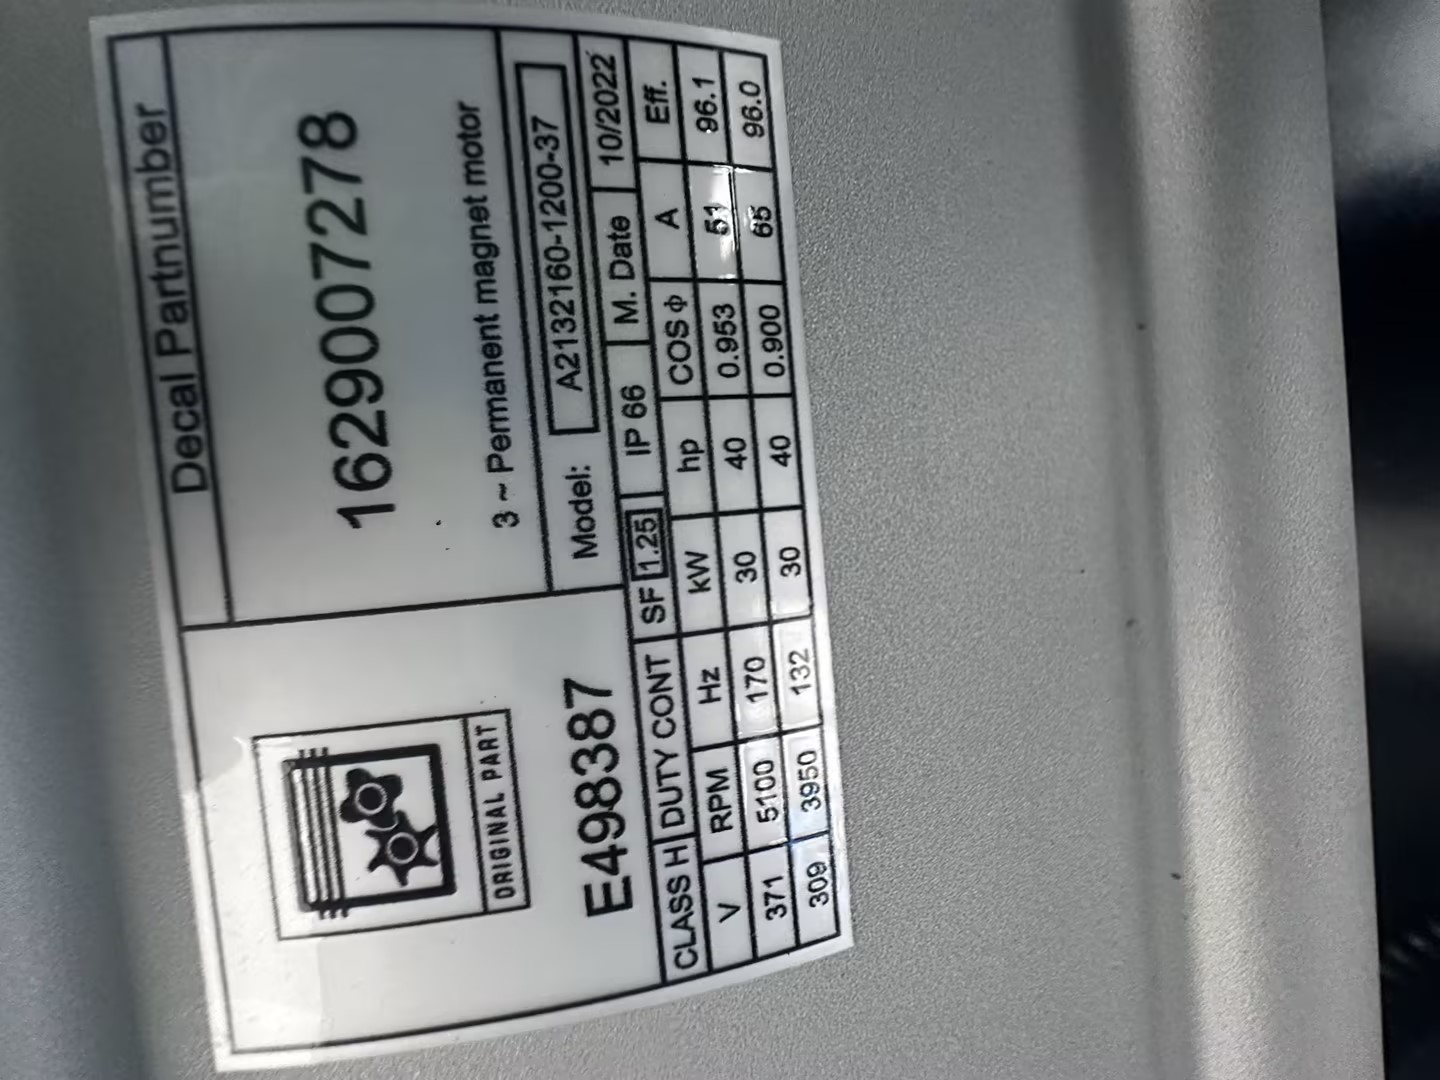 Decal Partnumber
1629007278
3 ~ Permanent magnet motor
Model: A2132160-1200-37
ORIGINAL PART
E498387
CLASS H DUTY CONT SF 1.25 IP 66 M. Date 10/2022
V RPM Hz kW hp COS ϕ A Eff.
371 5100 170 30 40 0.953 51 96.1
309 3950 132 30 40 0.900 65 96.0